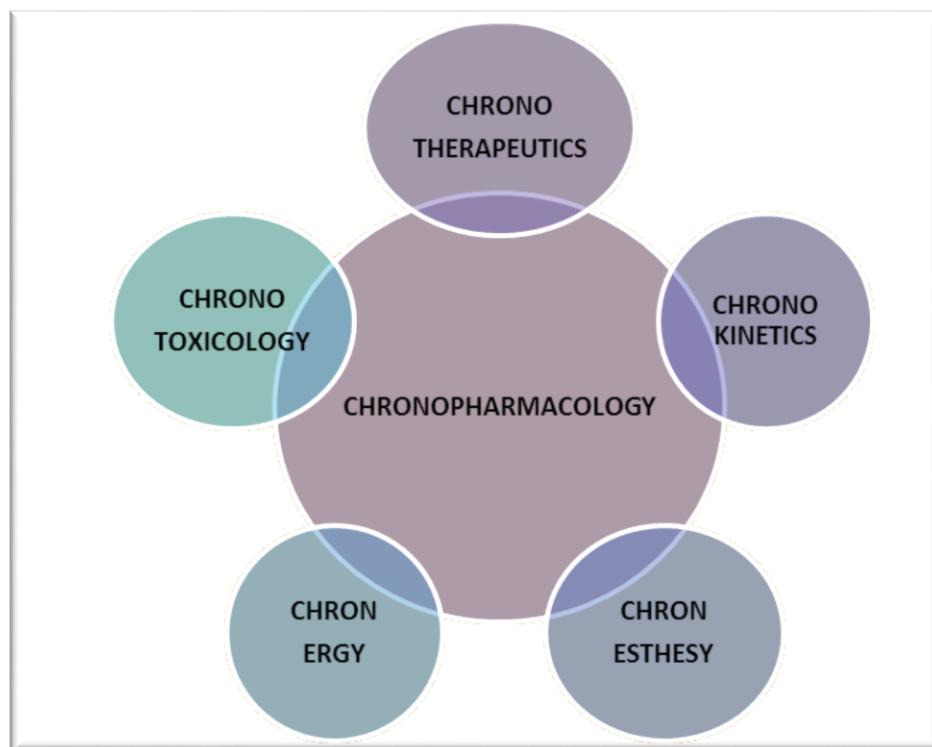 CHRONO
THERAPEUTICS
CHRONO
TOXICOLOGY
CHRONO
KINETICS
CHRONOPHARMACOLOGY
CHRON
ERGY
CHRON
ESTHESY